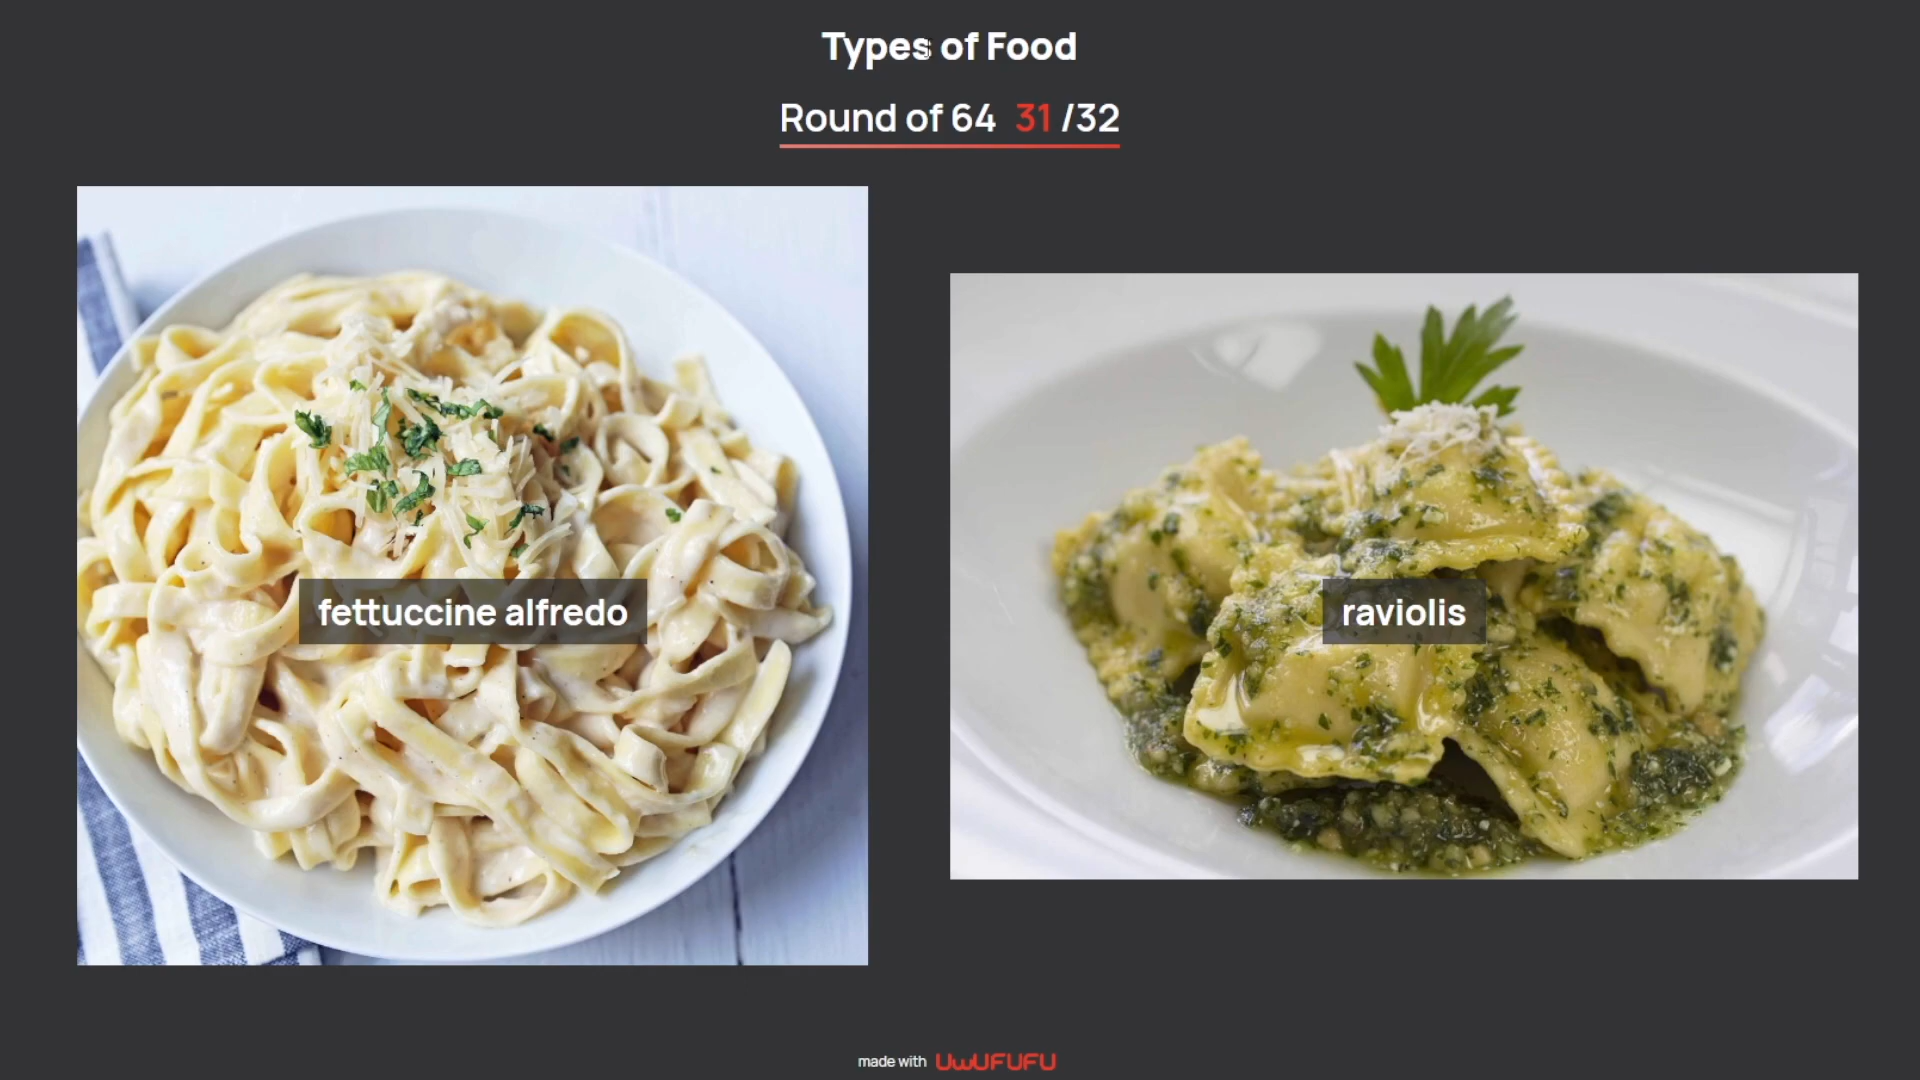 Types of Food
Round of 64 31 /32
fettuccine alfredo
raviolis
made with UwUFUFU